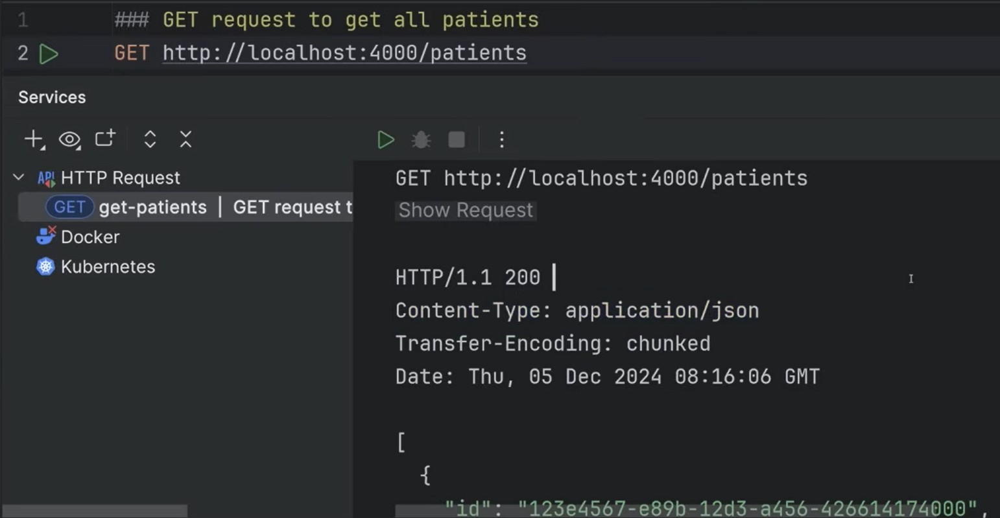 1 ### GET request to get all patients
2 GET http://localhost:4000/patients
Services
API HTTP Request
GET get-patients | GET request t
Docker
Kubernetes
GET http://localhost:4000/patients
Show Request
HTTP/1.1 200
Content-Type: application/json
Transfer-Encoding: chunked
Date: Thu, 05 Dec 2024 08:16:06 GMT
[
{
"id": "123e4567-e89b-12d3-a456-426614174000",